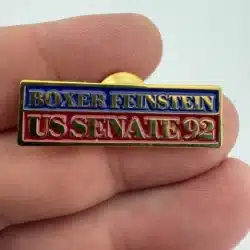 BOXER FEINSTEIN
US SENATE 92